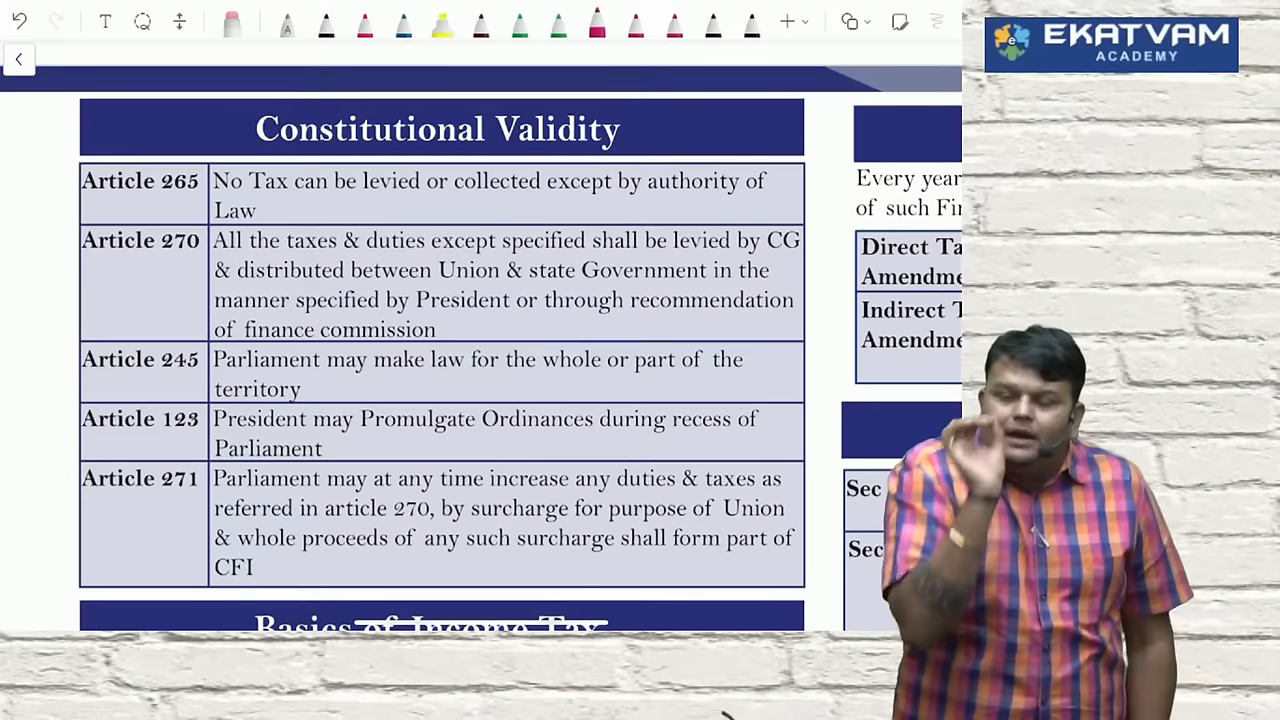 EKATVAM
ACADEMY
Constitutional Validity
Article 265 No Tax can be levied or collected except by authority of
Law
Article 270 All the taxes & duties except specified shall be levied by CG
& distributed between Union & state Government in the
manner specified by President or through recommendation
of finance commission
Article 245 Parliament may make law for the whole or part of the
territory
Article 123 President may Promulgate Ordinances during recess of
Parliament
Article 271 Parliament may at any time increase any duties & taxes as
referred in article 270, by surcharge for purpose of Union
& whole proceeds of any such surcharge shall form part of
CFI
Basics of Income Tax
Every year
of such
Direct
Indirect
Sec
Sec